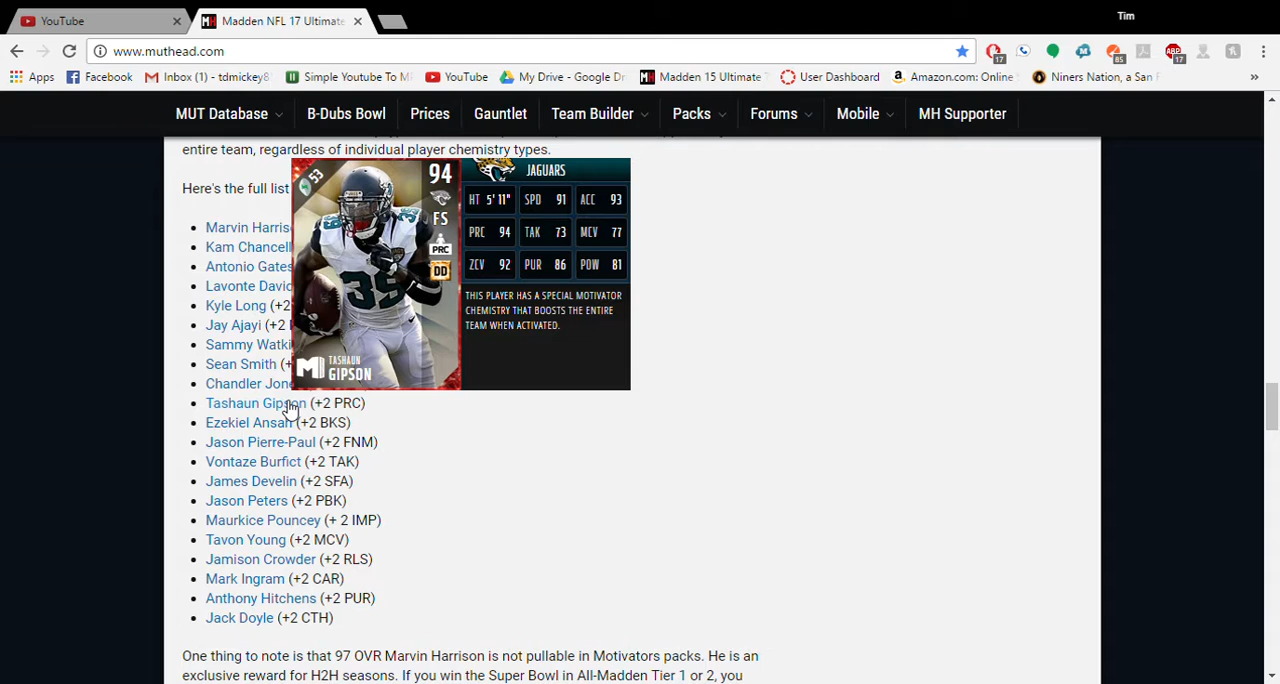 YouTube
Madden NFL 17 Ultimate
Tim
www.muthead.com
17
85
ABP
17
Apps
Facebook
Inbox (1) - tdmickey8
Simple Youtube To M
YouTube
My Drive - Google Dr
Madden 15 Ultimate T
User Dashboard
Amazon.com: Online
Niners Nation, a San F
»
MUT Database
B-Dubs Bowl
Prices
Gauntlet
Team Builder
Packs
Forums
Mobile
MH Supporter
entire team, regardless of individual player chemistry types.
Here's the full list
Marvin Harriso
Kam Chancell
Antonio Gates
Lavonte David
Kyle Long (+2
Jay Ajayi (+2
Sammy Watki
Sean Smith (+
Chandler Jone
Tashaun Gipson (+2 PRC)
Ezekiel Ansah (+2 BKS)
Jason Pierre-Paul (+2 FNM)
Vontaze Burfict (+2 TAK)
James Develin (+2 SFA)
Jason Peters (+2 PBK)
Maurkice Pouncey (+ 2 IMP)
Tavon Young (+2 MCV)
Jamison Crowder (+2 RLS)
Mark Ingram (+2 CAR)
Anthony Hitchens (+2 PUR)
Jack Doyle (+2 CTH)
53
94
FS
PRC
DD
39
TASHAUN
GIPSON
JAGUARS
HT 5' 11" SPD 91 ACC 93
PRC 94 TAK 73 MCV 77
ZCV 92 PUR 86 POW 81
THIS PLAYER HAS A SPECIAL MOTIVATOR
CHEMISTRY THAT BOOSTS THE ENTIRE
TEAM WHEN ACTIVATED.
One thing to note is that 97 OVR Marvin Harrison is not pullable in Motivators packs. He is an
exclusive reward for H2H seasons. If you win the Super Bowl in All-Madden Tier 1 or 2, you